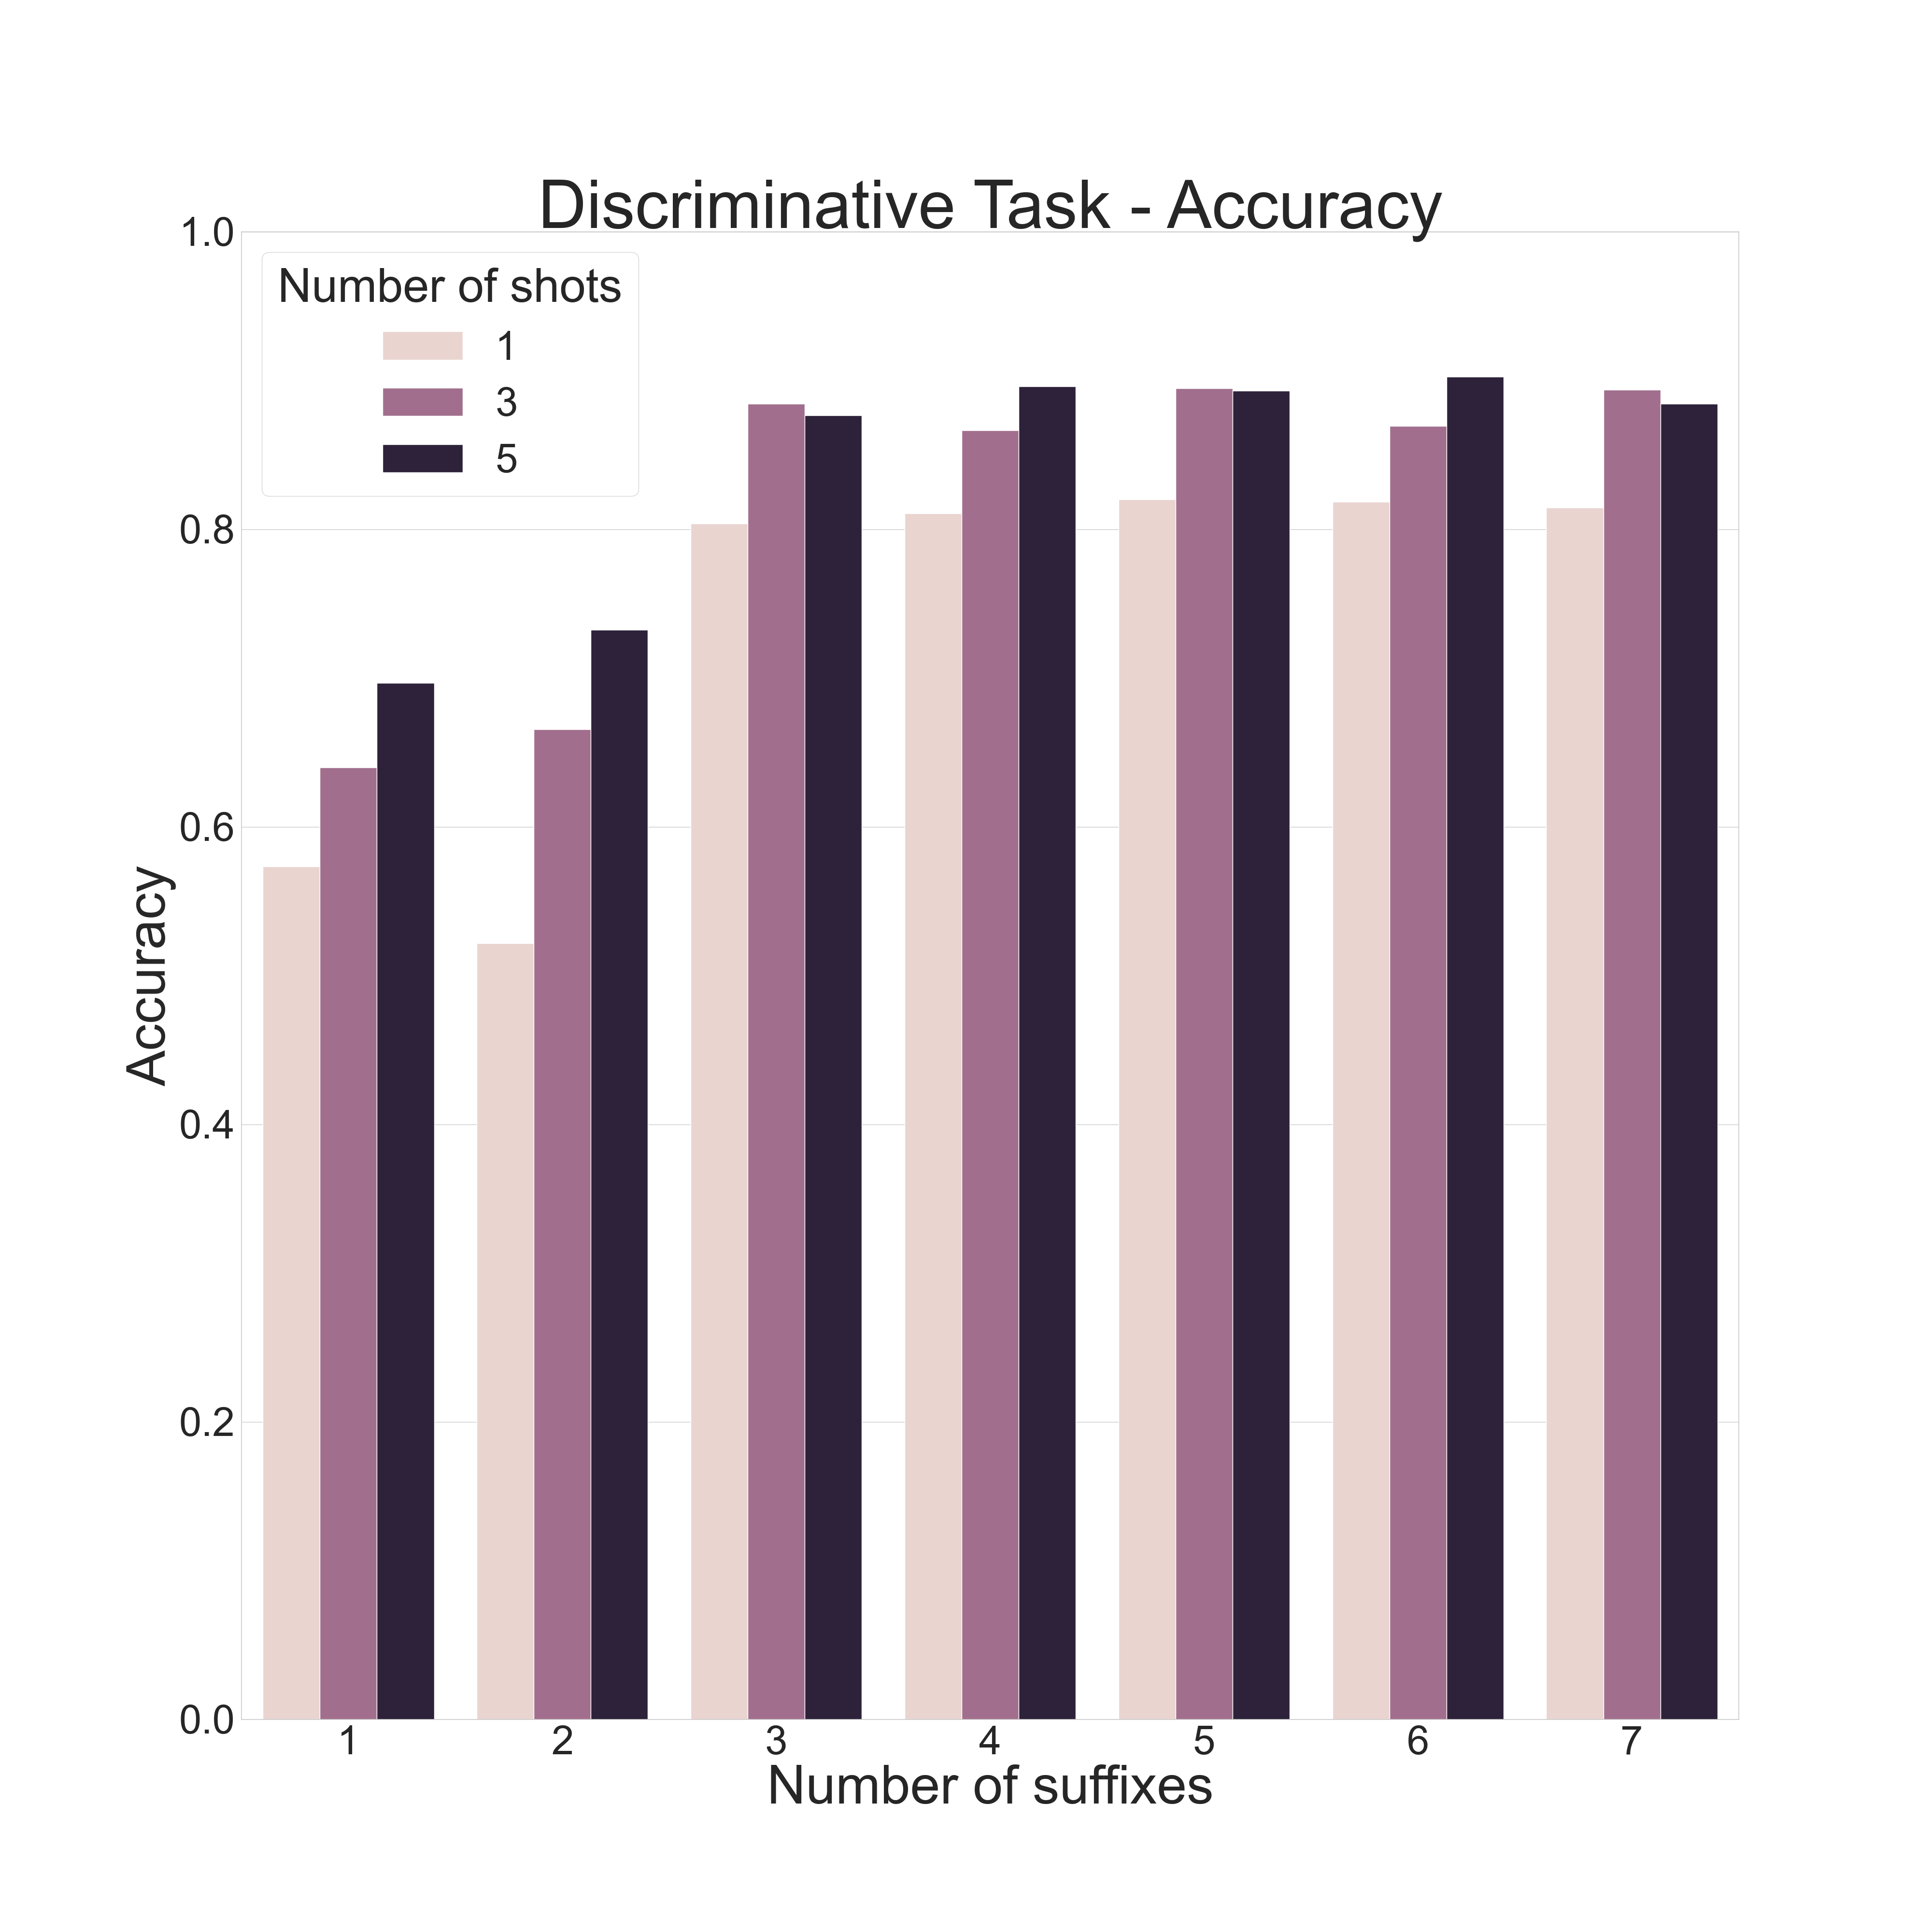 Discriminative Task - Accuracy
1.0
Number of shots
1
3
5
0.8
0.6
0.4
0.2
0.0
Accuracy
1 2 3 4 5 6 7
Number of suffixes